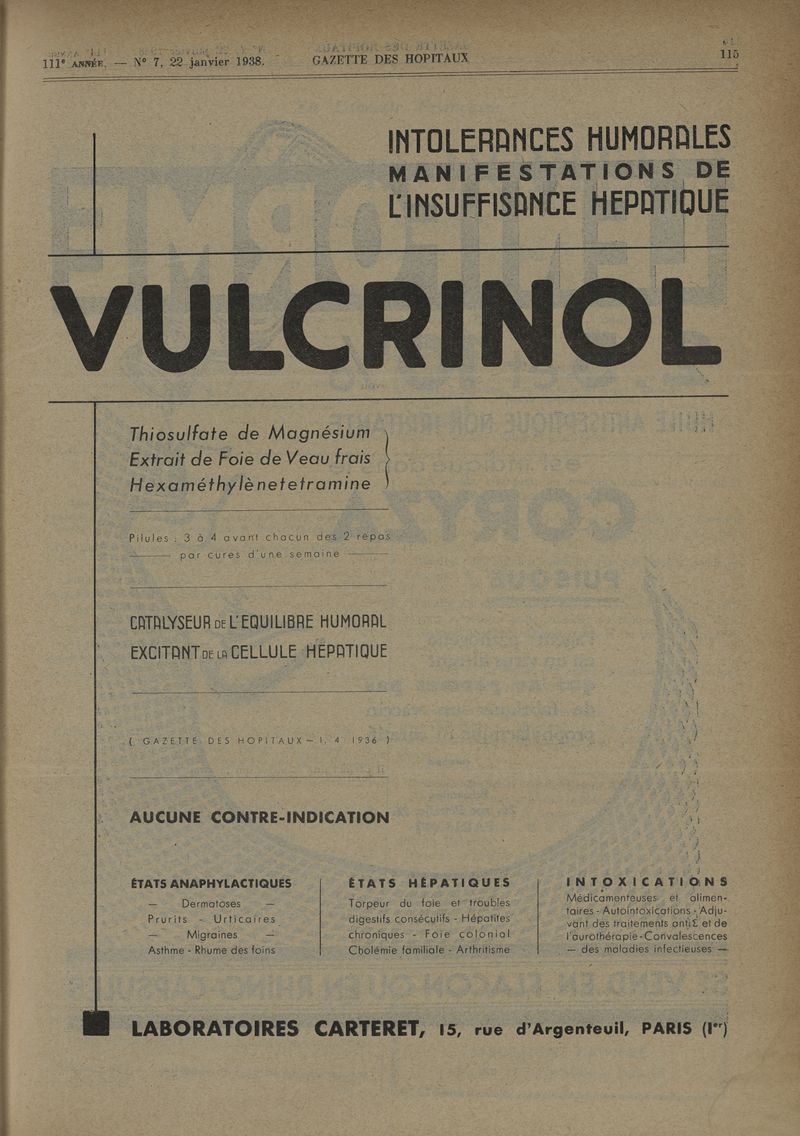 111e ANNÉE. — N° 7, 22 janvier 1938.
GAZETTE DES HOPITAUX
115
INTOLERANCES HUMORALES
MANIFESTATIONS DE
L'INSUFFISANCE HEPATIQUE
VULCRINOL
Thiosulfate de Magnésium
Extrait de Foie de Veau frais
Hexaméthylènetetramine
Pilules : 3 à 4 avant chacun des 2 repas
par cures d'une semaine
CATALYSEUR DE L'EQUILIBRE HUMORAL
EXCITANT DE LA CELLULE HEPATIQUE
( GAZETTE DES HOPITAUX — 1. 4 1936 )
AUCUNE CONTRE-INDICATION
ÉTATS ANAPHYLACTIQUES
— Dermatoses —
Prurits - Urticaires
— Migraines —
Asthme - Rhume des foins
ÉTATS HÉPATIQUES
Torpeur du foie et troubles
digestifs consécutifs - Hépatites
chroniques - Foie colonial
Cholémie familiale - Arthritisme
INTOXICATIONS
Médicamenteuses et alimen-
taires - Autointoxications - Adju-
vant des traitements antiΣ et de
l'aurothérapie - Convalescences
— des maladies infectieuses —
LABORATOIRES CARTERET, 15, rue d'Argenteuil, PARIS (Ier)